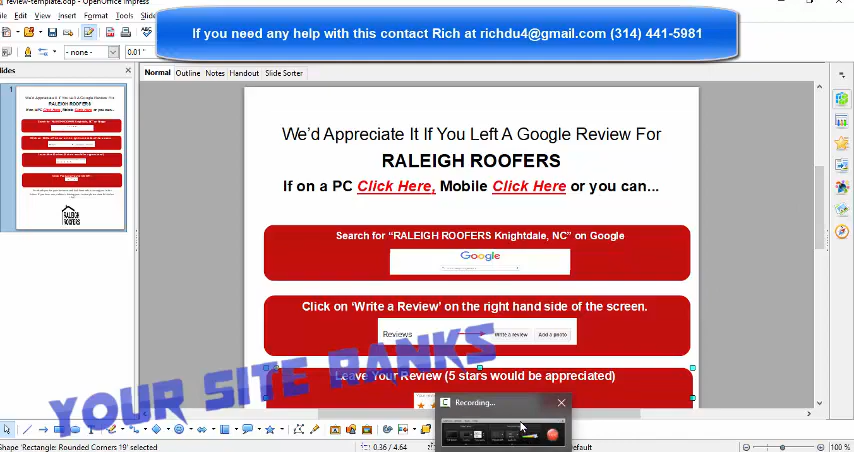 review-template.odp - OpenOffice Impress
File Edit View Insert Format Tools Slide
If you need any help with this contact Rich at richdu4@gmail.com (314) 441-5981
- none - 0.01"
Slides
Normal Outline Notes Handout Slide Sorter
1
We'd Appreciate It If You Left A Google Review For
RALEIGH ROOFERS
If on a PC Click Here, Mobile Click Here or you can...
Search for “RALEIGH ROOFERS Knightdale, NC” on Google
Google
Click on ‘Write a Review’ on the right hand side of the screen.
Reviews Write a review Add a photo
Leave Your Review (5 stars would be appreciated)
YOUR SITE RANKS
Recording...
Shape 'Rectangle: Rounded Corners 19' selected
0.36 / 4.64
Default
100 %